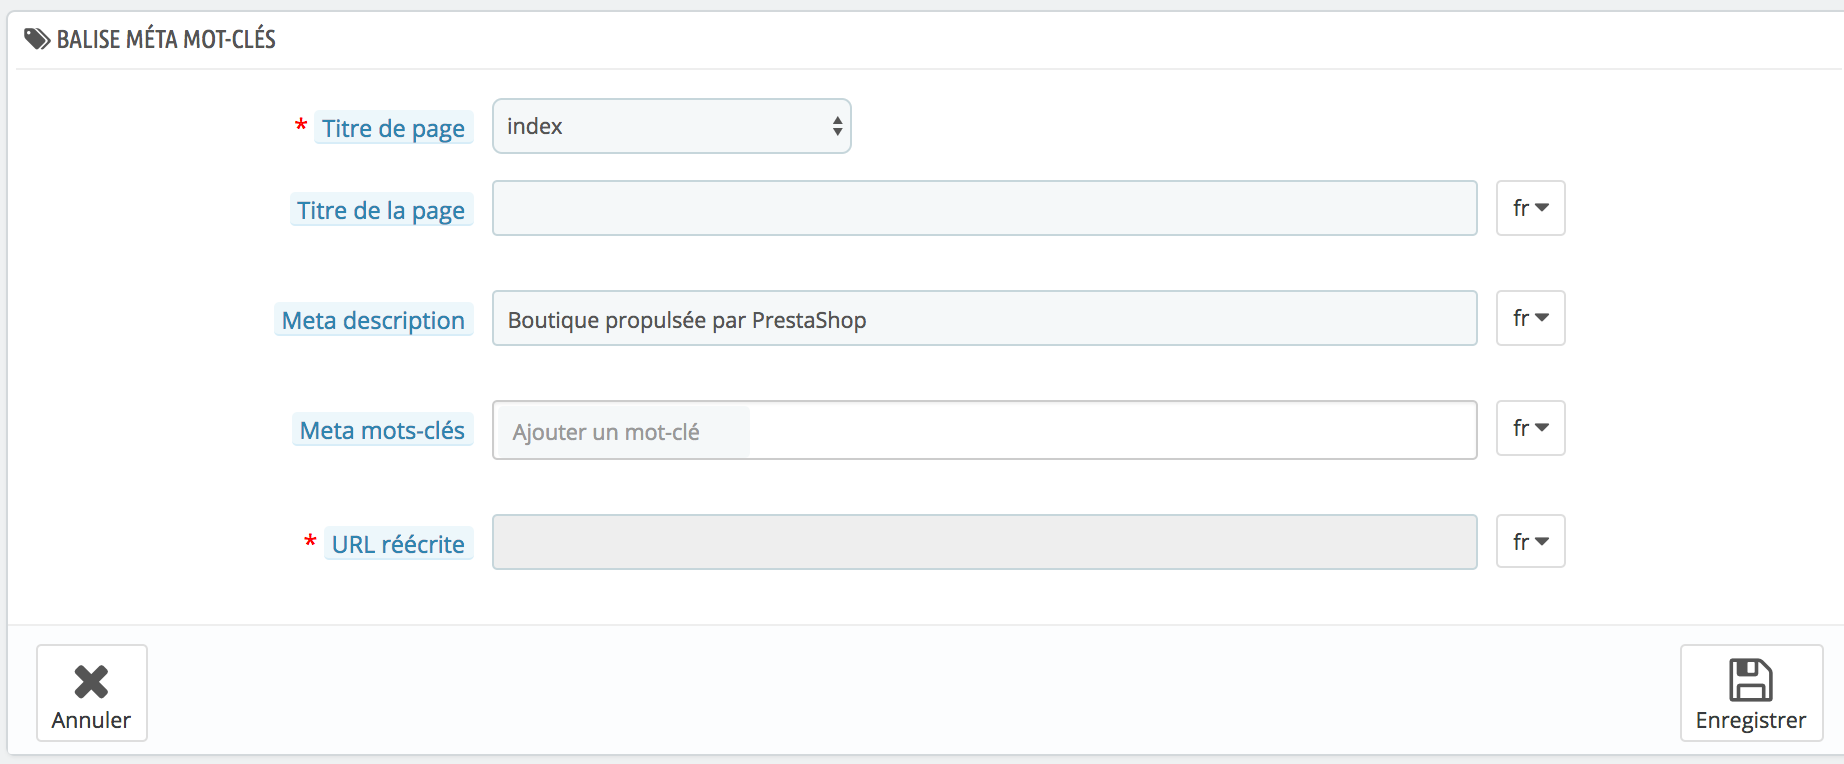 BALISE MÉTA MOT-CLÉS
* Titre de page index
Titre de la page fr
Meta description Boutique propulsée par PrestaShop fr
Meta mots-clés Ajouter un mot-clé fr
* URL réécrite fr
Annuler Enregistrer